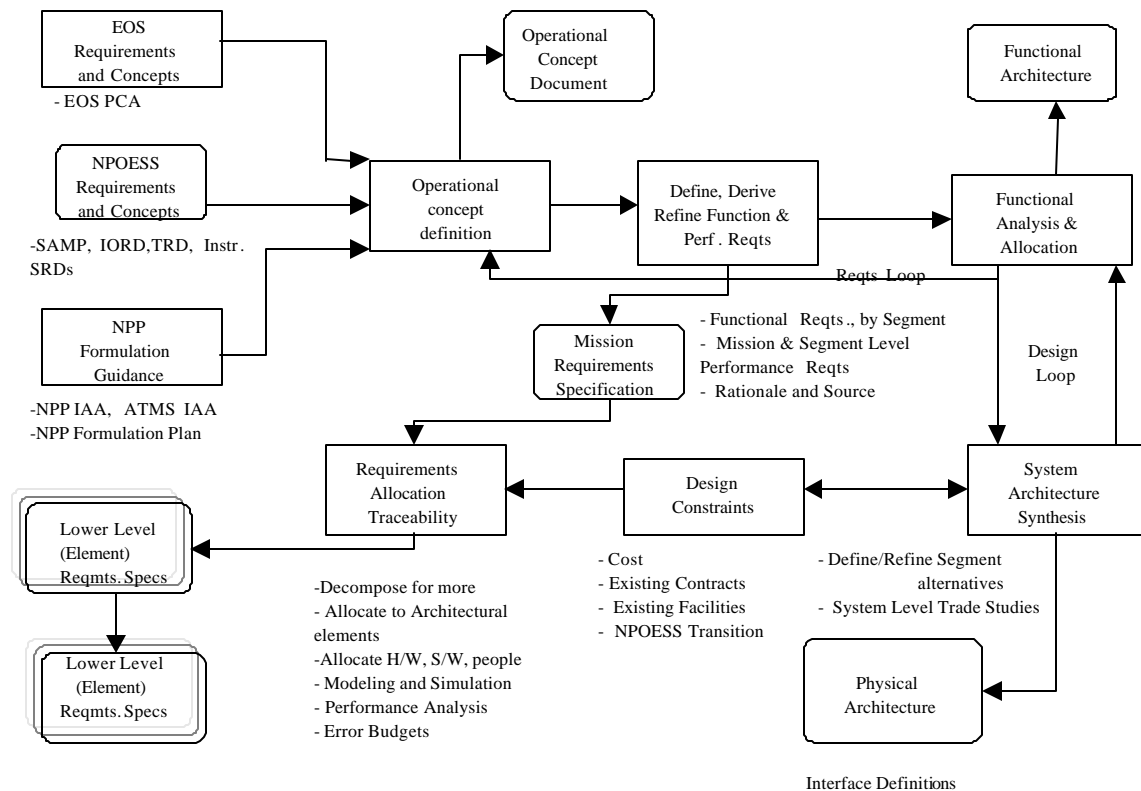 EOS
Requirements
and Concepts
- EOS PCA
Operational
Concept
Document
Functional
Architecture
NPOESS
Requirements
and Concepts
-SAMP, IORD,TRD, Instr.
SRDs
Operational
concept
definition
Define, Derive
Refine Function &
Perf . Reqts
Functional
Analysis &
Allocation
Reqts Loop
NPP
Formulation
Guidance
-NPP IAA, ATMS IAA
-NPP Formulation Plan
Mission
Requirements
Specification
- Functional Reqts ., by Segment
- Mission & Segment Level
Performance Reqts
- Rationale and Source
Design
Loop
Requirements
Allocation
Traceability
Design
Constraints
System
Architecture
Synthesis
Lower Level
(Element)
Reqmts. Specs
-Decompose for more
- Allocate to Architectural
elements
-Allocate H/W, S/W, people
- Modeling and Simulation
- Performance Analysis
- Error Budgets
- Cost
- Existing Contracts
- Existing Facilities
- NPOESS Transition
- Define/Refine Segment
alternatives
- System Level Trade Studies
Lower Level
(Element)
Reqmts. Specs
Physical
Architecture
Interface Definitions